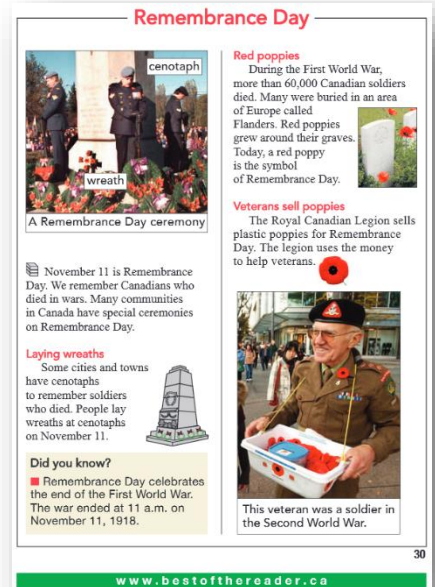 Remembrance Day
cenotaph
wreath
A Remembrance Day ceremony
November 11 is Remembrance
Day. We remember Canadians who
died in wars. Many communities
in Canada have special ceremonies
on Remembrance Day.
Laying wreaths
Some cities and towns
have cenotaphs
to remember soldiers
who died. People lay
wreaths at cenotaphs
on November 11.
Did you know?
Remembrance Day celebrates
the end of the First World War.
The war ended at 11 a.m. on
November 11, 1918.
Red poppies
During the First World War,
more than 60,000 Canadian soldiers
died. Many were buried in an area
of Europe called
Flanders. Red poppies
grew around their graves.
Today, a red poppy
is the symbol
of Remembrance Day.
Veterans sell poppies
The Royal Canadian Legion sells
plastic poppies for Remembrance
Day. The legion uses the money
to help veterans.
This veteran was a soldier in
the Second World War.
30
www.bestofthereader.ca